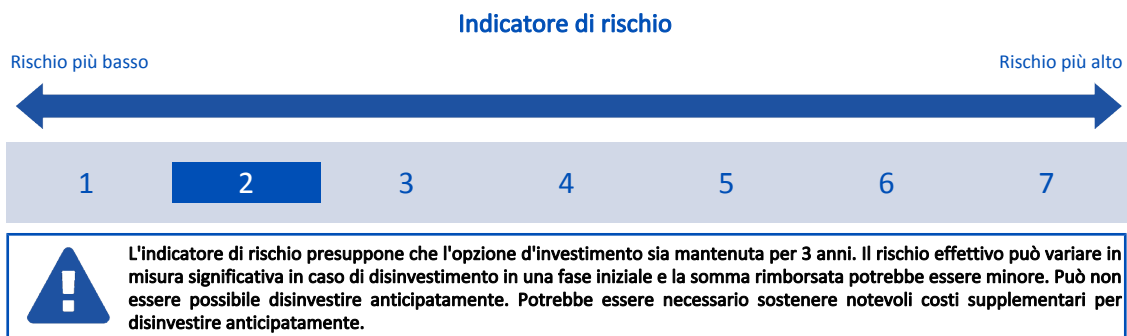 Indicatore di rischio
Rischio più basso
Rischio più alto
1 2 3 4 5 6 7
L'indicatore di rischio presuppone che l'opzione d'investimento sia mantenuta per 3 anni. Il rischio effettivo può variare in
misura significativa in caso di disinvestimento in una fase iniziale e la somma rimborsata potrebbe essere minore. Può non
essere possibile disinvestire anticipatamente. Potrebbe essere necessario sostenere notevoli costi supplementari per
disinvestire anticipatamente.